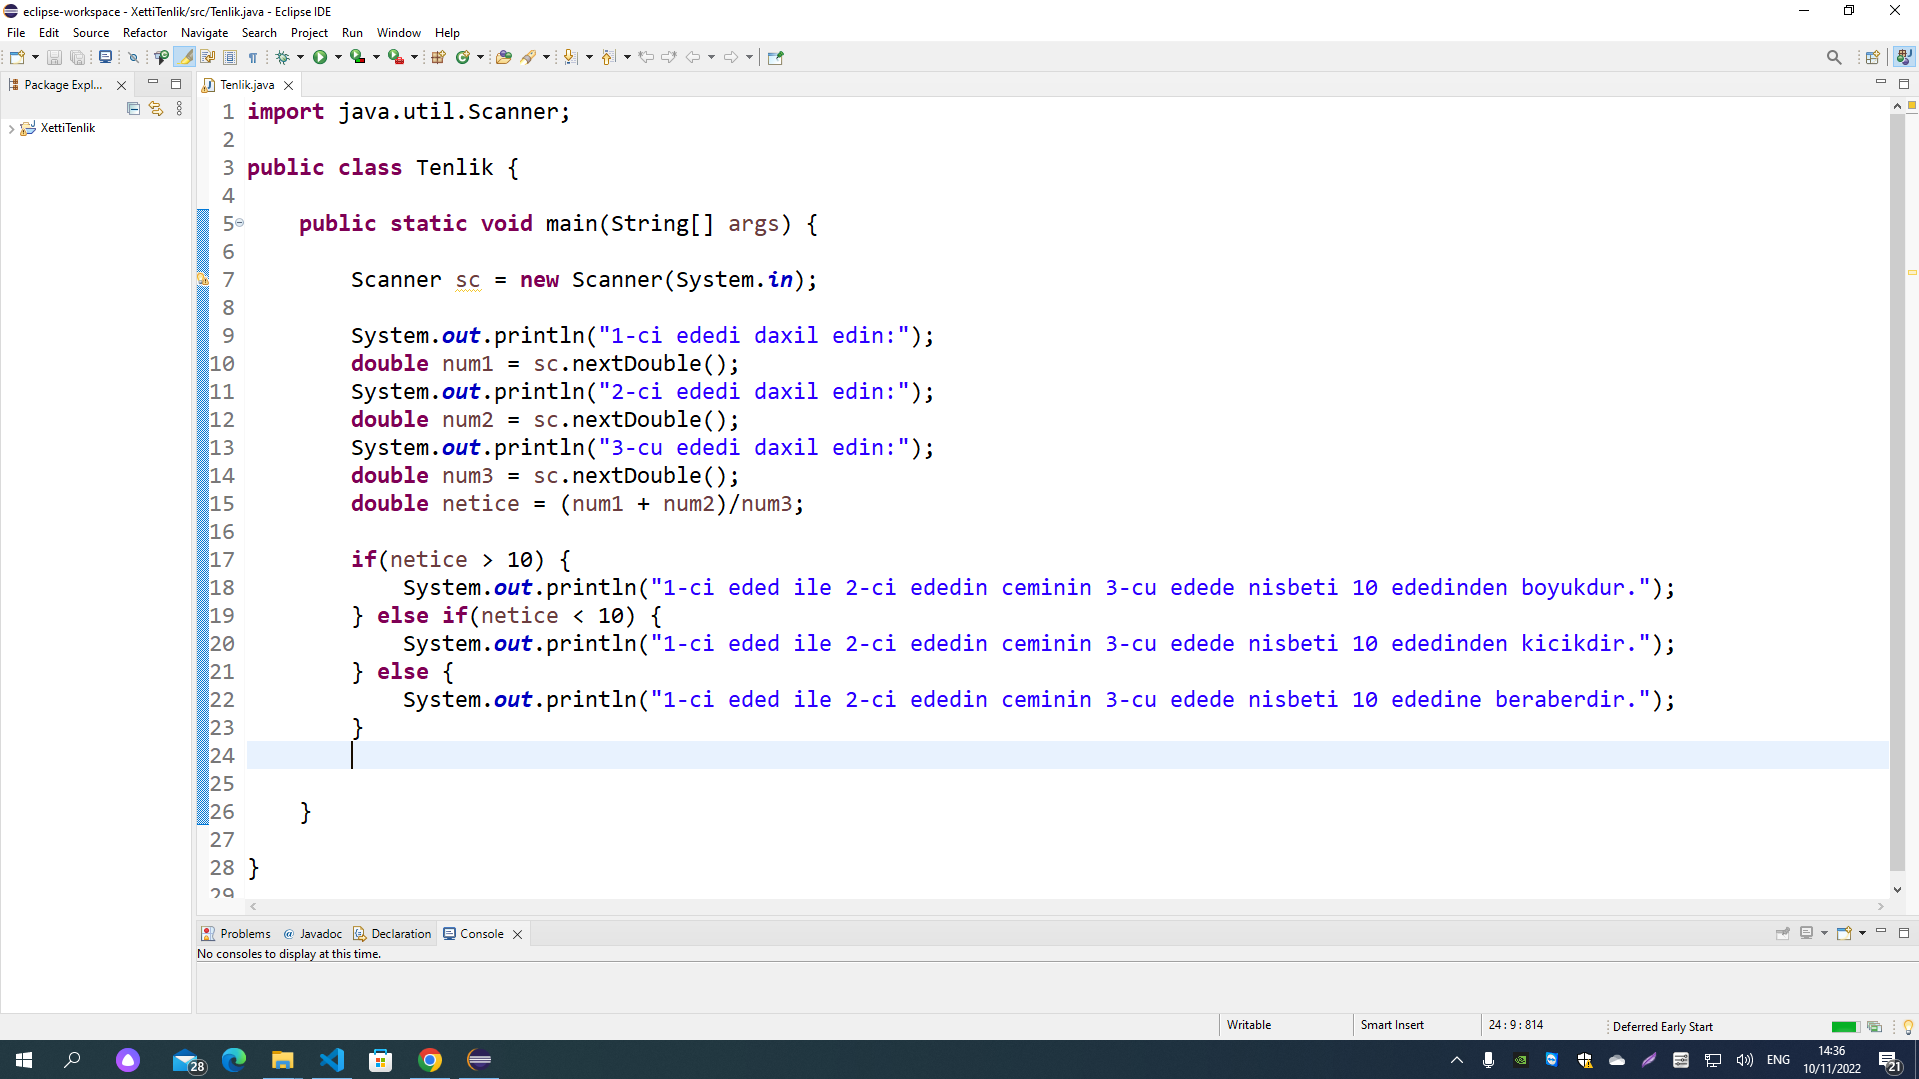 eclipse-workspace - XettiTenlik/src/Tenlik.java - Eclipse IDE
File Edit Source Refactor Navigate Search Project Run Window Help
Package Expl...
Tenlik.java
XettiTenlik
1 import java.util.Scanner;
2
3 public class Tenlik {
4
5 public static void main(String[] args) {
6
7 Scanner sc = new Scanner(System.in);
8
9 System.out.println("1-ci ededi daxil edin:");
10 double num1 = sc.nextDouble();
11 System.out.println("2-ci ededi daxil edin:");
12 double num2 = sc.nextDouble();
13 System.out.println("3-cu ededi daxil edin:");
14 double num3 = sc.nextDouble();
15 double netice = (num1 + num2)/num3;
16
17 if(netice > 10) {
18 System.out.println("1-ci eded ile 2-ci ededin ceminin 3-cu edede nisbeti 10 ededinden boyukdur.");
19 } else if(netice < 10) {
20 System.out.println("1-ci eded ile 2-ci ededin ceminin 3-cu edede nisbeti 10 ededinden kicikdir.");
21 } else {
22 System.out.println("1-ci eded ile 2-ci ededin ceminin 3-cu edede nisbeti 10 ededine beraberdir.");
23 }
24
25
26 }
27
28 }
29
Problems @ Javadoc Declaration Console
No consoles to display at this time.
Writable Smart Insert 24 : 9 : 814 Deferred Early Start
28
ENG
14:36
10/11/2022
21